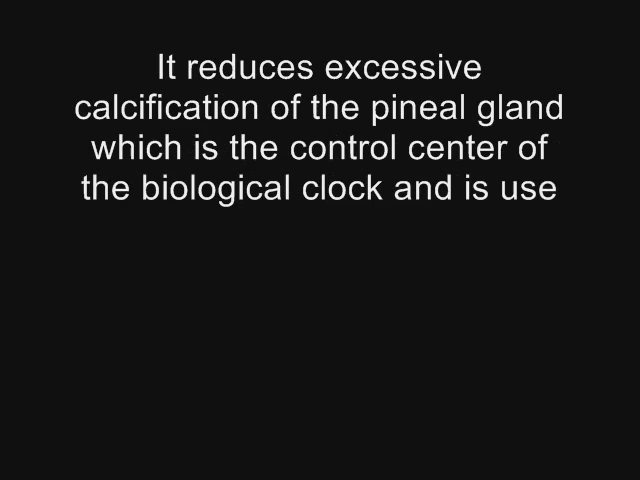 It reduces excessive
calcification of the pineal gland
which is the control center of
the biological clock and is use